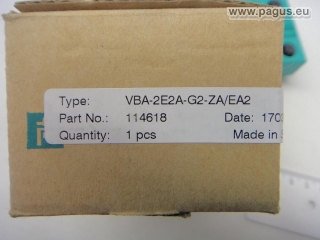 © www.pagus.eu
Type: VBA-2E2A-G2-ZA/EA2
Part No.: 114618 Date: 170
Quantity: 1 pcs Made in